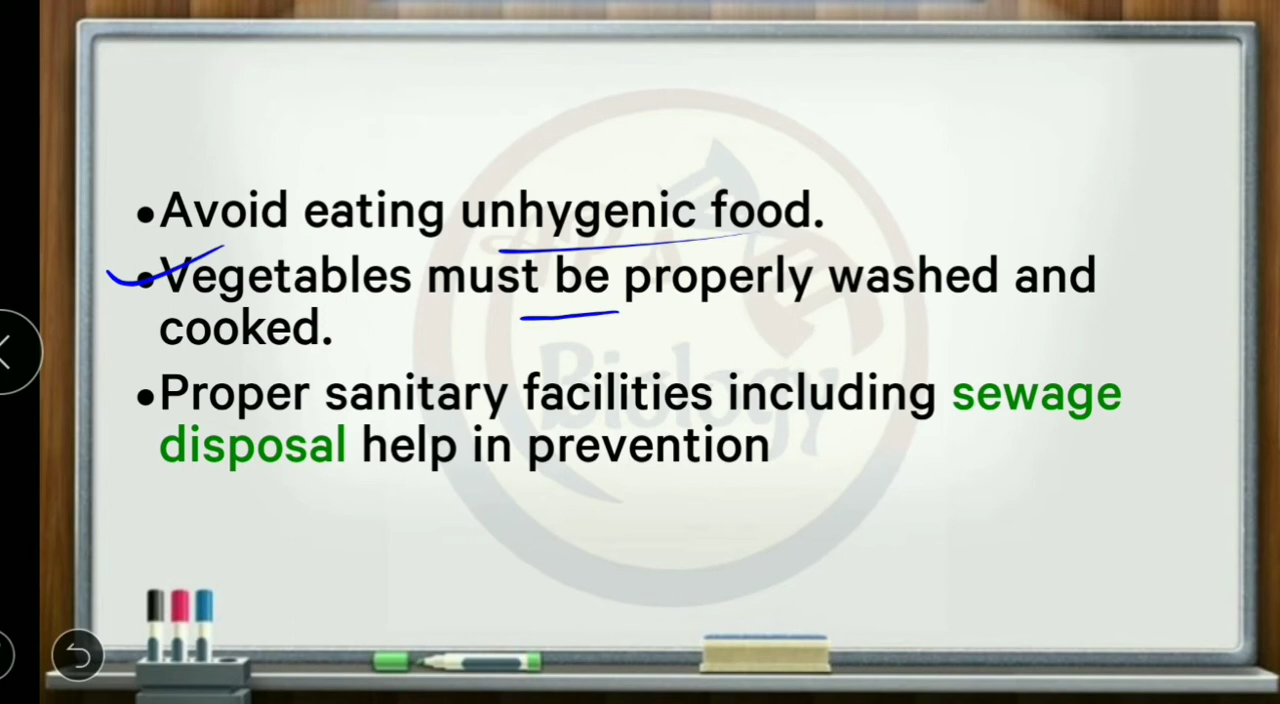 •Avoid eating unhygenic food.
•Vegetables must be properly washed and
cooked.
•Proper sanitary facilities including sewage
disposal help in prevention
Biology